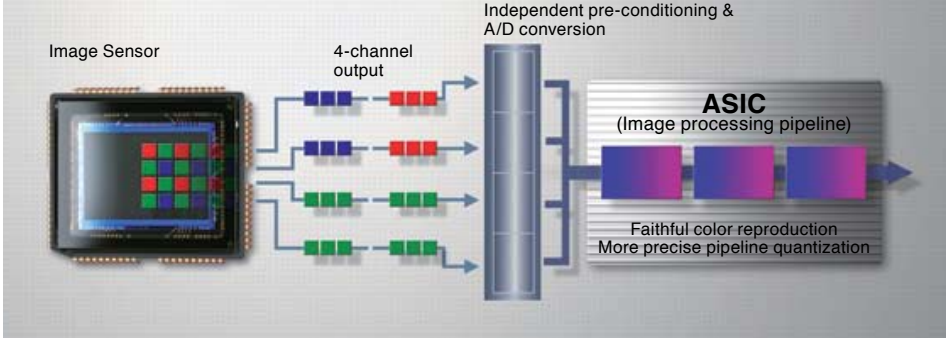 Independent pre-conditioning &
A/D conversion
Image Sensor
4-channel
output
ASIC
(Image processing pipeline)
Faithful color reproduction
More precise pipeline quantization